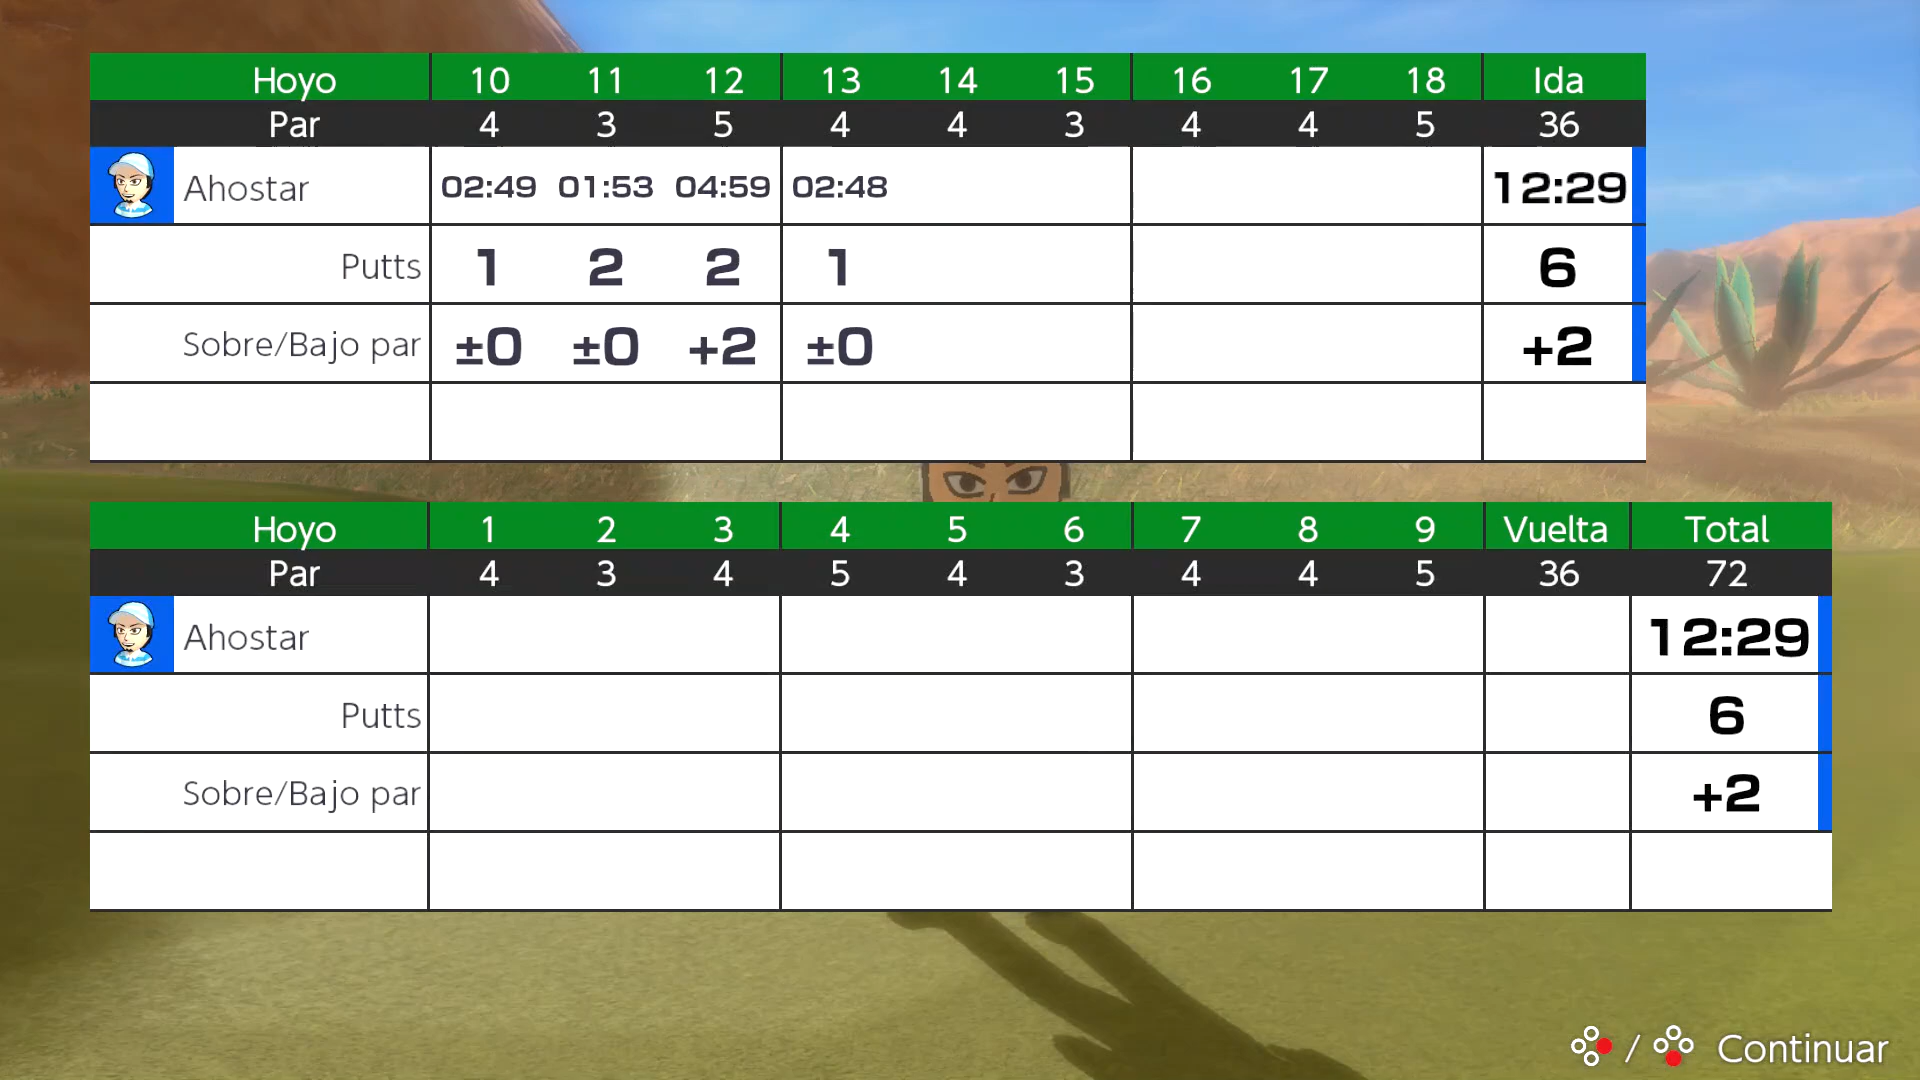 Hoyo 10 11 12 13 14 15 16 17 18 Ida
Par 4 3 5 4 4 3 4 4 5 36
Ahostar 02:49 01:53 04:59 02:48 12:29
Putts 1 2 2 1 6
Sobre/Bajo par ±0 ±0 +2 ±0 +2
Hoyo 1 2 3 4 5 6 7 8 9 Vuelta Total
Par 4 3 4 5 4 3 4 4 5 36 72
Ahostar 12:29
Putts 6
Sobre/Bajo par +2
/ Continuar